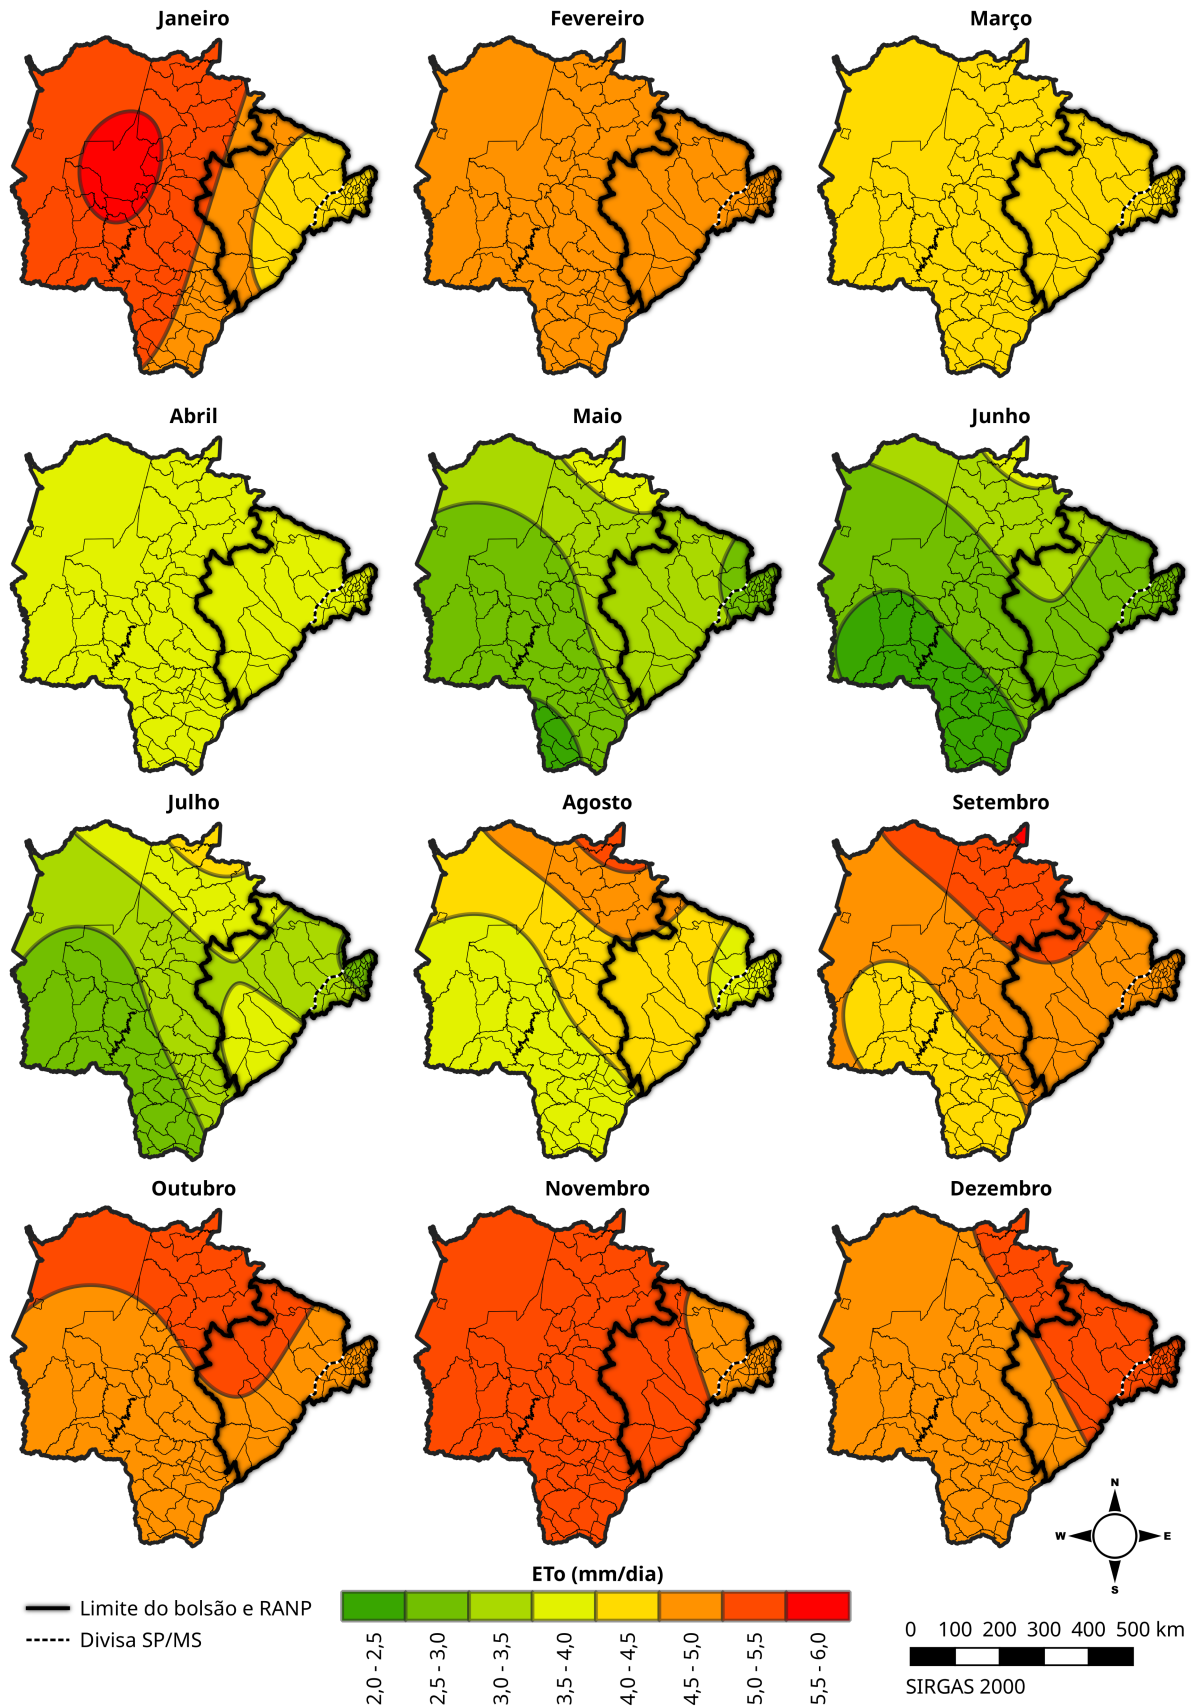 Janeiro
Fevereiro
Março
Abril
Maio
Junho
Julho
Agosto
Setembro
Outubro
Novembro
Dezembro
N
W
E
S
ETo (mm/dia)
Limite do bolsão e RANP
Divisa SP/MS
2,0 - 2,5
2,5 - 3,0
3,0 - 3,5
3,5 - 4,0
4,0 - 4,5
4,5 - 5,0
5,0 - 5,5
5,5 - 6,0
0 100 200 300 400 500 km
SIRGAS 2000